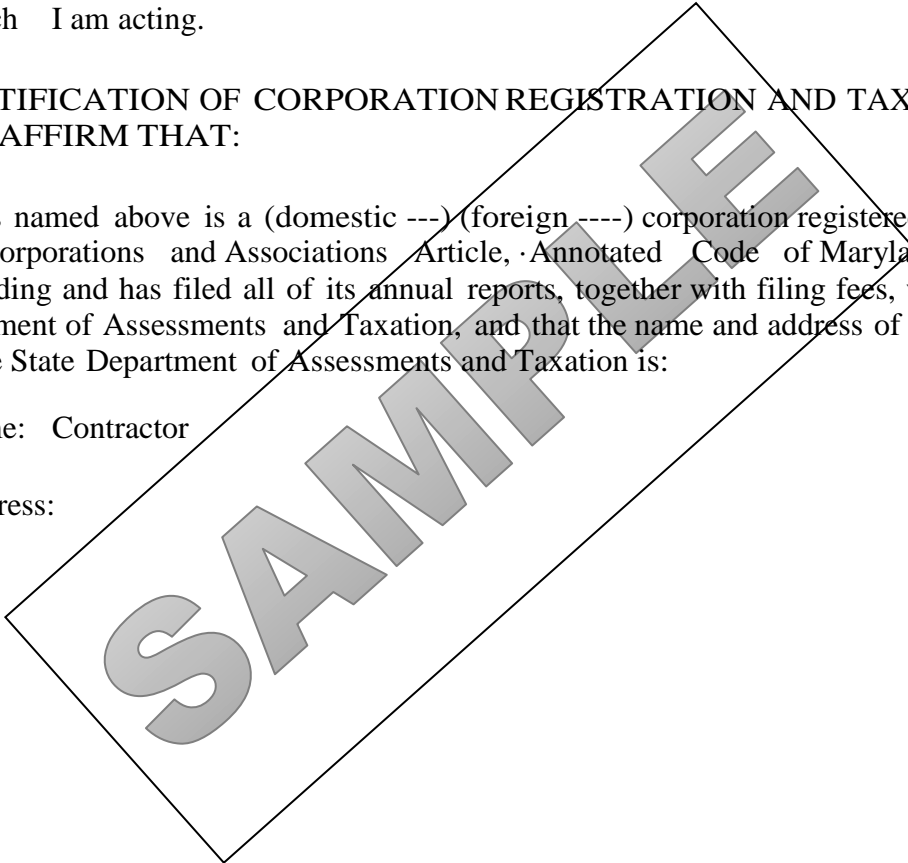 ch I am acting.
TIFICATION OF CORPORATION REGISTRATION AND TAX
AFFIRM THAT:
s named above is a (domestic ---) (foreign ----) corporation registere
orporations and Associations Article, ·Annotated Code of Maryla
ding and has filed all of its annual reports, together with filing fees,
ment of Assessments and Taxation, and that the name and address of
e State Department of Assessments and Taxation is:
ne: Contractor
ress:
SAMPLE